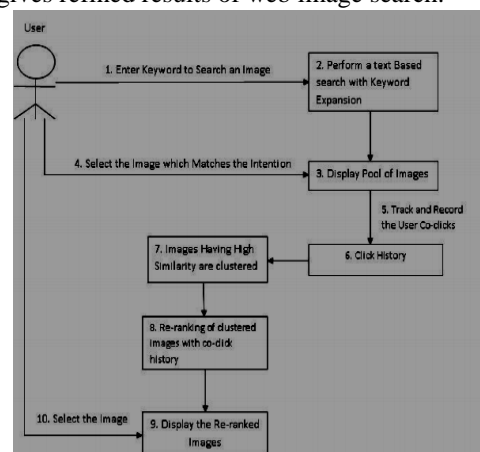 gives refined results of web image search.
User
1. Enter Keyword to Search an Image
2. Perform a text Based
search with Keyword
Expansion
4. Select the Image which Matches the Intention
3. Display Pool of Images
5. Track and Record
the User Co-clicks
6. Click History
7. Images Having High
Similarity are clustered
8. Re-ranking of clustered
images with co-click
history
10. Select the Image
9. Display the Re-ranked
Images